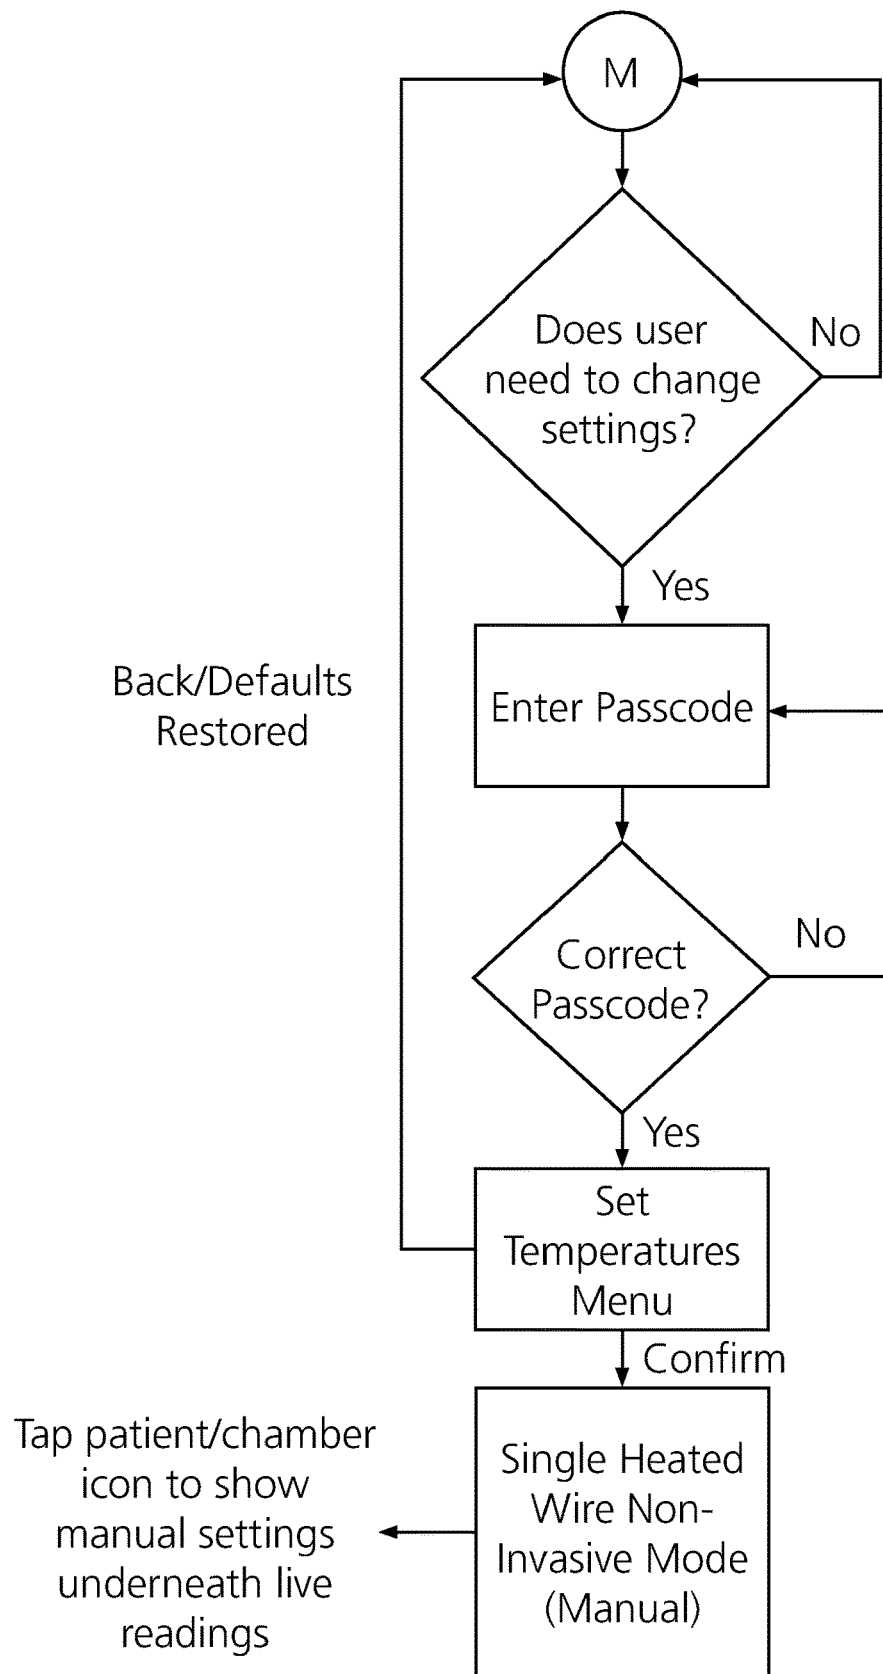 M
Does user
need to change
settings?
No
Yes
Back/Defaults
Restored
Enter Passcode
Correct
Passcode?
No
Yes
Set
Temperatures
Menu
Confirm
Tap patient/chamber
icon to show
manual settings
underneath live
readings
Single Heated
Wire Non-
Invasive Mode
(Manual)